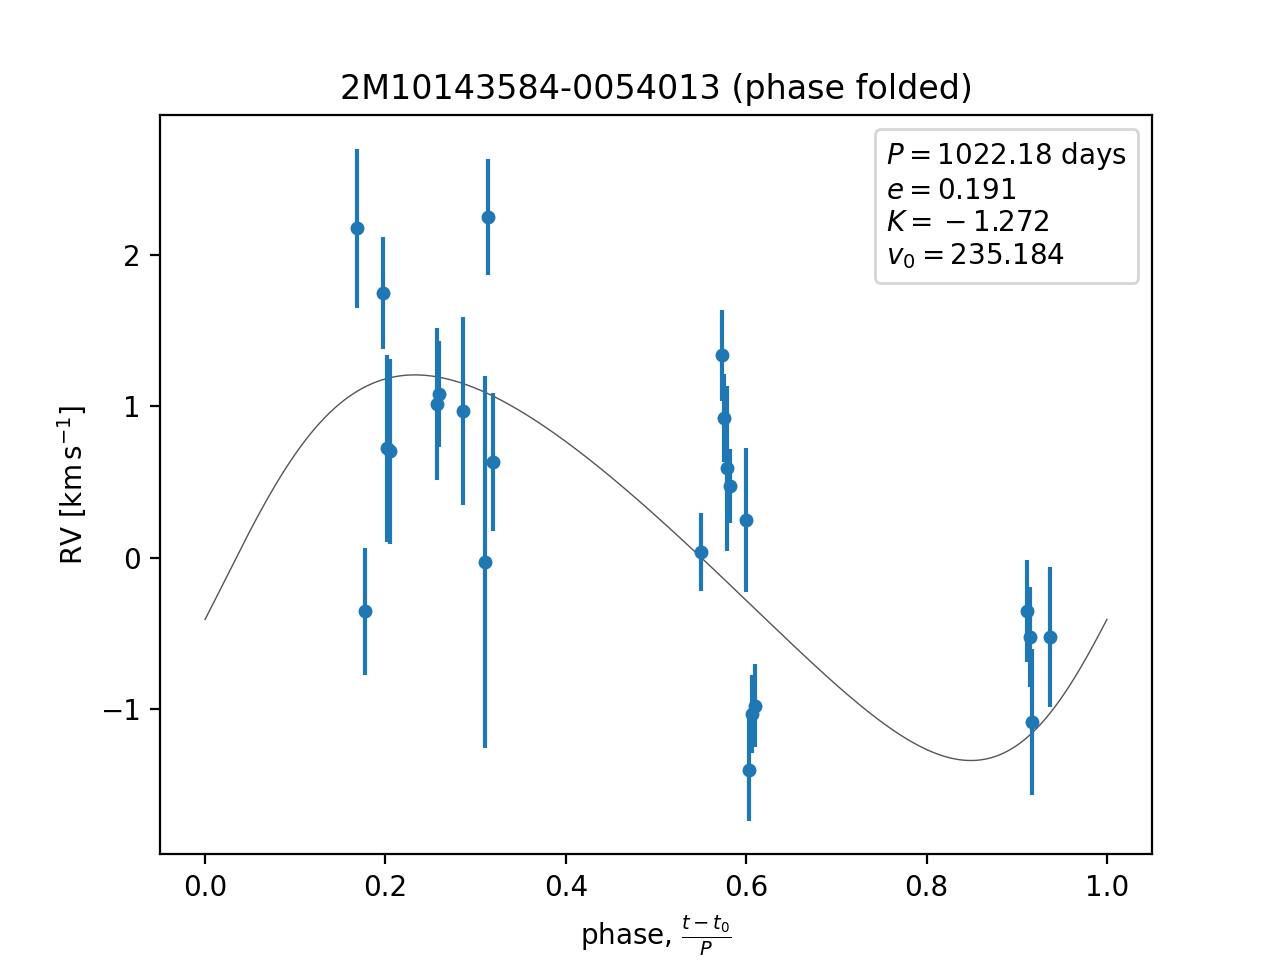 2M10143584-0054013 (phase folded)
P = 1022.18 days
e = 0.191
K = −1.272
v₀ = 235.184
RV [km s⁻¹]
2
1
0
−1
0.0 0.2 0.4 0.6 0.8 1.0
phase, (t − t₀)/P